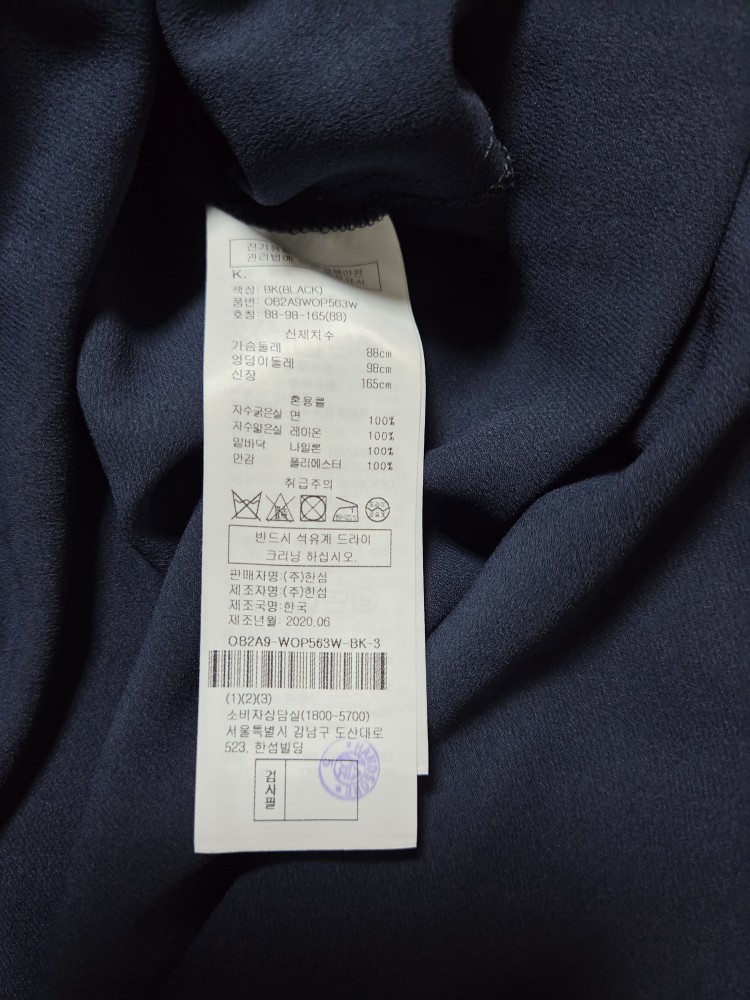 전기용
관리법에
K.
색상: BK(BLACK)
품번: OB2A9WOP563W
호칭: 88-98-165(88)
신체치수
가슴둘레 88cm
엉덩이둘레 98cm
신장 165cm
혼용률
자수굵은실 면 100%
자수얇은실 레이온 100%
밑바닥 나일론 100%
안감 폴리에스터 100%
취급주의
반드시 석유계 드라이
크리닝 하십시오.
판매자명:(주)한섬
제조자명:(주)한섬
제조국명:한국
제조년월: 2020.06
OB2A9-WOP563W-BK-3
(1)(2)(3)
소비자상담실(1800-5700)
서울특별시 강남구 도산대로
523, 한섬빌딩
검사필